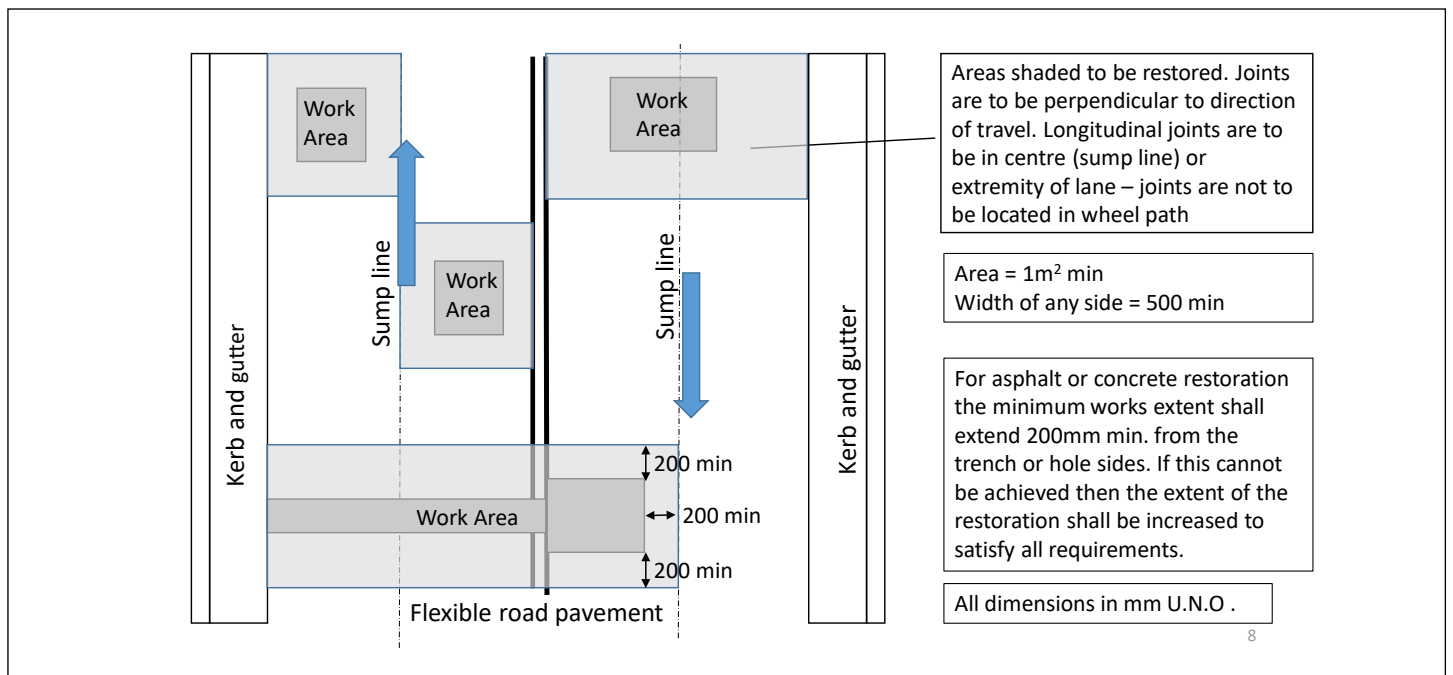 Work
Area
Work
Area
Work
Area
Sump line
Sump line
Kerb and gutter
Kerb and gutter
200 min
Work Area
200 min
200 min
Flexible road pavement
Areas shaded to be restored. Joints
are to be perpendicular to direction
of travel. Longitudinal joints are to
be in centre (sump line) or
extremity of lane – joints are not to
be located in wheel path
Area = 1m² min
Width of any side = 500 min
For asphalt or concrete restoration
the minimum works extent shall
extend 200mm min. from the
trench or hole sides. If this cannot
be achieved then the extent of the
restoration shall be increased to
satisfy all requirements.
All dimensions in mm U.N.O .
8